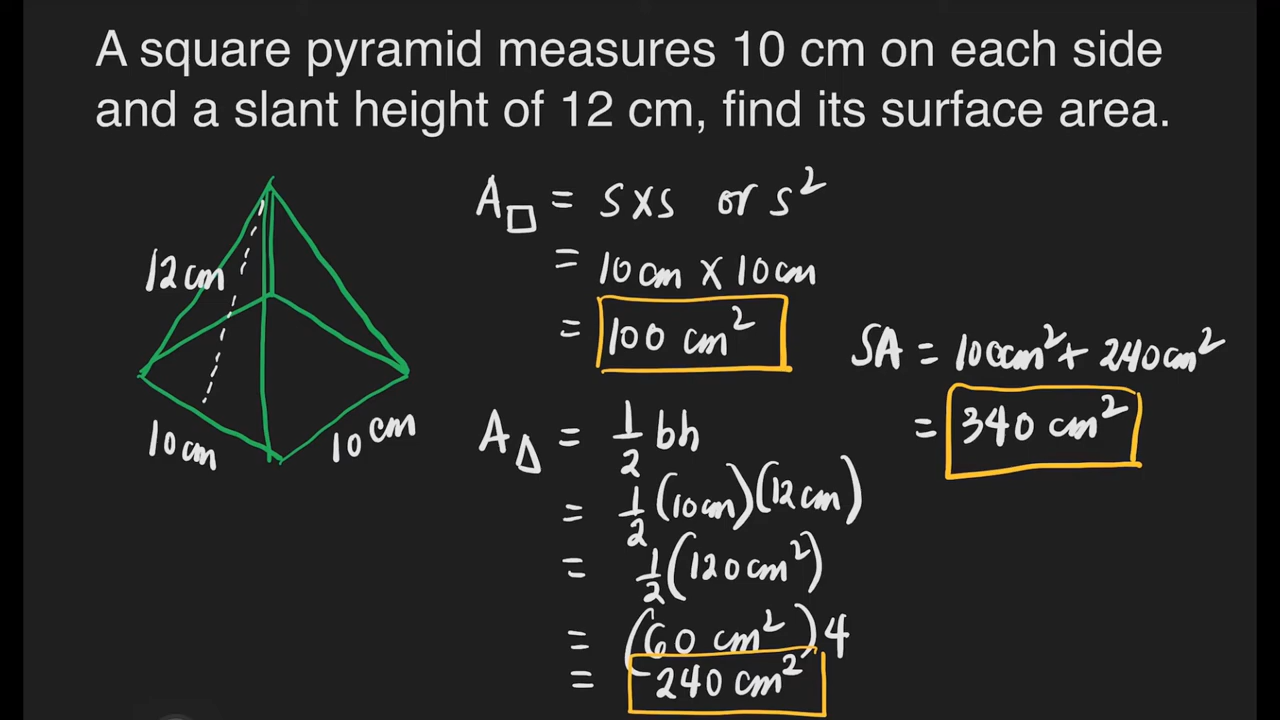 A square pyramid measures 10 cm on each side
and a slant height of 12 cm, find its surface area.
12 cm
10 cm
10 cm
A□ = s x s or s²
= 10 cm x 10 cm
= 100 cm²
A△ = 1/2 bh
= 1/2 (10 cm)(12 cm)
= 1/2 (120 cm²)
= (60 cm²)4
= 240 cm²
SA = 100 cm² + 240 cm²
= 340 cm²